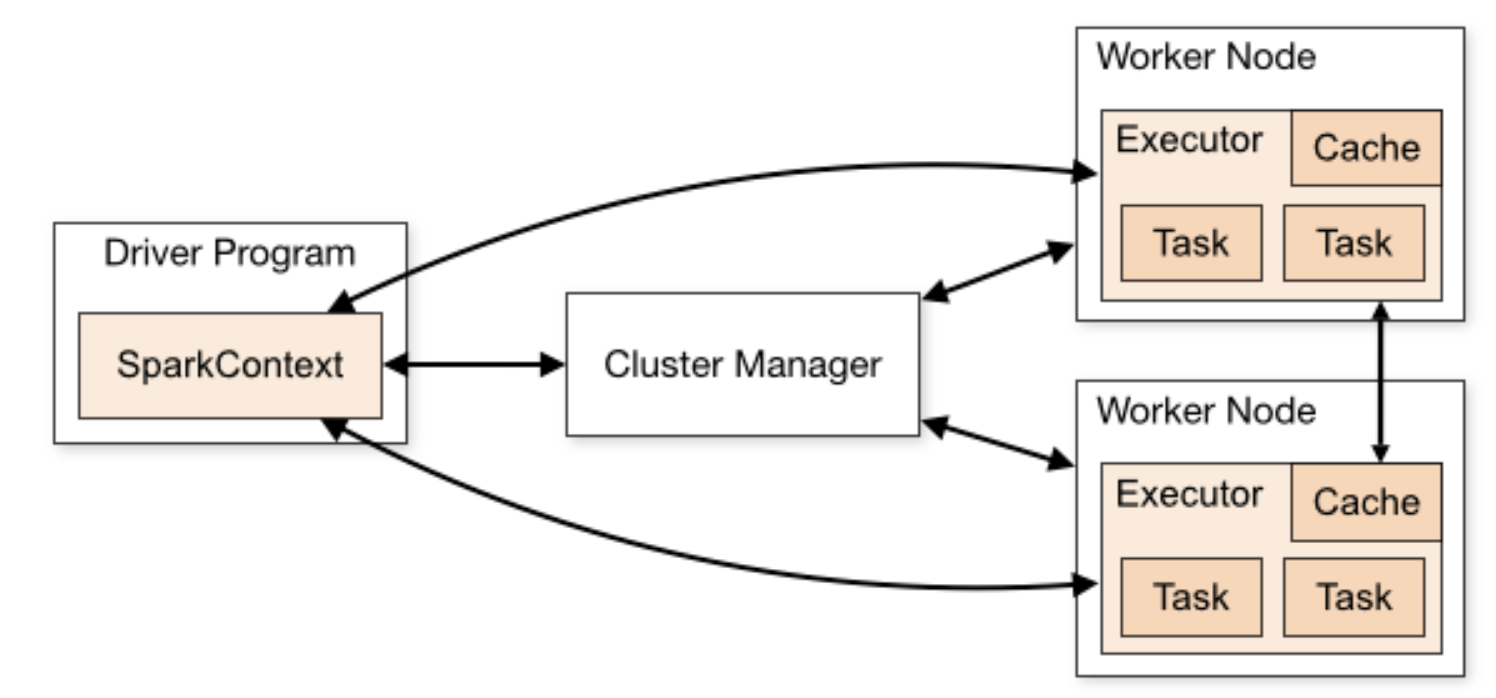 Driver Program
SparkContext
Cluster Manager
Worker Node
Executor
Cache
Task
Task
Worker Node
Executor
Cache
Task
Task